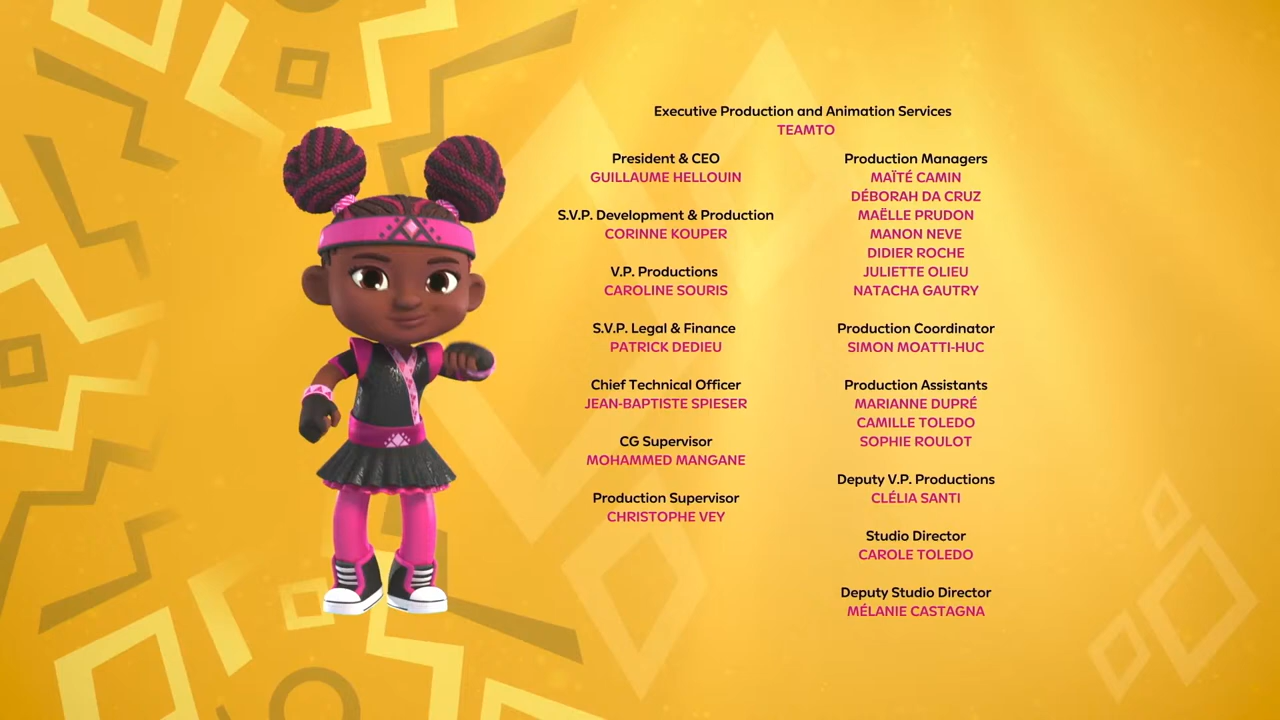 Executive Production and Animation Services
TEAMTO
President & CEO
GUILLAUME HELLOUIN
S.V.P. Development & Production
CORINNE KOUPER
V.P. Productions
CAROLINE SOURIS
S.V.P. Legal & Finance
PATRICK DEDIEU
Chief Technical Officer
JEAN-BAPTISTE SPIESER
CG Supervisor
MOHAMMED MANGANE
Production Supervisor
CHRISTOPHE VEY
Production Managers
MAÏTÉ CAMIN
DÉBORAH DA CRUZ
MAËLLE PRUDON
MANON NEVE
DIDIER ROCHE
JULIETTE OLIEU
NATACHA GAUTRY
Production Coordinator
SIMON MOATTI-HUC
Production Assistants
MARIANNE DUPRÉ
CAMILLE TOLEDO
SOPHIE ROULOT
Deputy V.P. Productions
CLÉLIA SANTI
Studio Director
CAROLE TOLEDO
Deputy Studio Director
MÉLANIE CASTAGNA